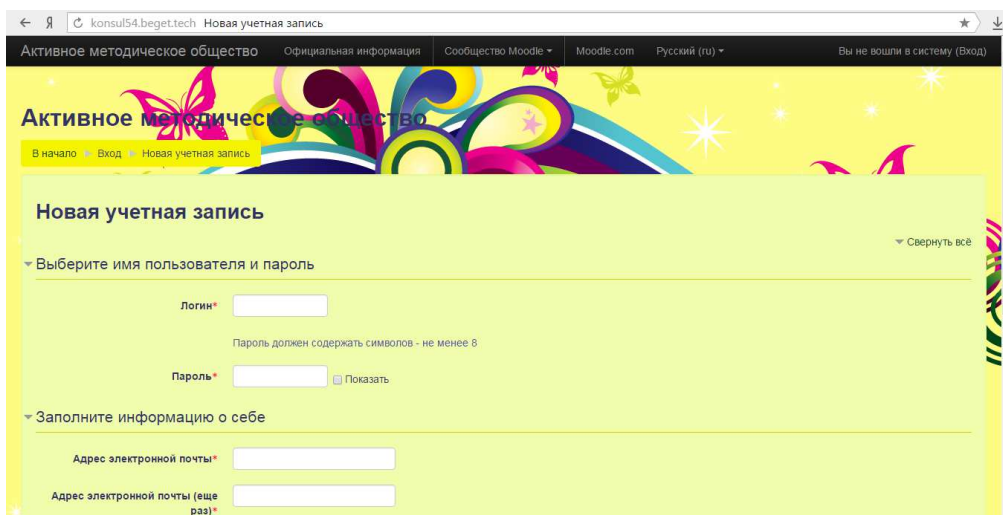 Я konsul54.beget.tech Новая учетная запись
Активное методическое общество Официальная информация Сообщество Moodle Moodle.com Русский (ru) Вы не вошли в систему (Вход)
Активное методическое общество
В начало Вход Новая учетная запись
Новая учетная запись
Свернуть всё
Выберите имя пользователя и пароль
Логин*
Пароль должен содержать символов - не менее 8
Пароль* Показать
Заполните информацию о себе
Адрес электронной почты*
Адрес электронной почты (еще
раз)*